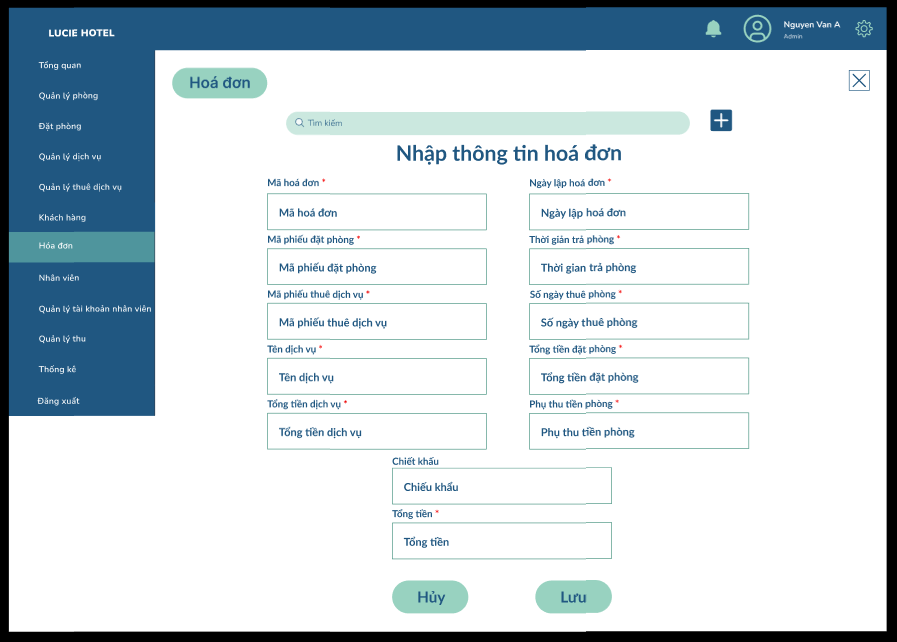 LUCIE HOTEL
Nguyen Van A
Admin
Tổng quan
Quản lý phòng
Đặt phòng
Quản lý dịch vụ
Quản lý thuê dịch vụ
Khách hàng
Hóa đơn
Nhân viên
Quản lý tài khoản nhân viên
Quản lý thu
Thống kê
Đăng xuất
Hoá đơn
Tìm kiếm
Nhập thông tin hoá đơn
Mã hoá đơn *
Mã hoá đơn
Mã phiếu đặt phòng *
Mã phiếu đặt phòng
Mã phiếu thuê dịch vụ *
Mã phiếu thuê dịch vụ
Tên dịch vụ *
Tên dịch vụ
Tổng tiền dịch vụ *
Tổng tiền dịch vụ
Ngày lập hoá đơn *
Ngày lập hoá đơn
Thời gián trả phòng *
Thời gian trả phòng
Số ngày thuê phòng *
Số ngày thuê phòng
Tổng tiền đặt phòng *
Tổng tiền đặt phòng
Phụ thu tiền phòng *
Phụ thu tiền phòng
Chiết khấu
Chiếu khấu
Tổng tiền *
Tổng tiền
Hủy
Lưu